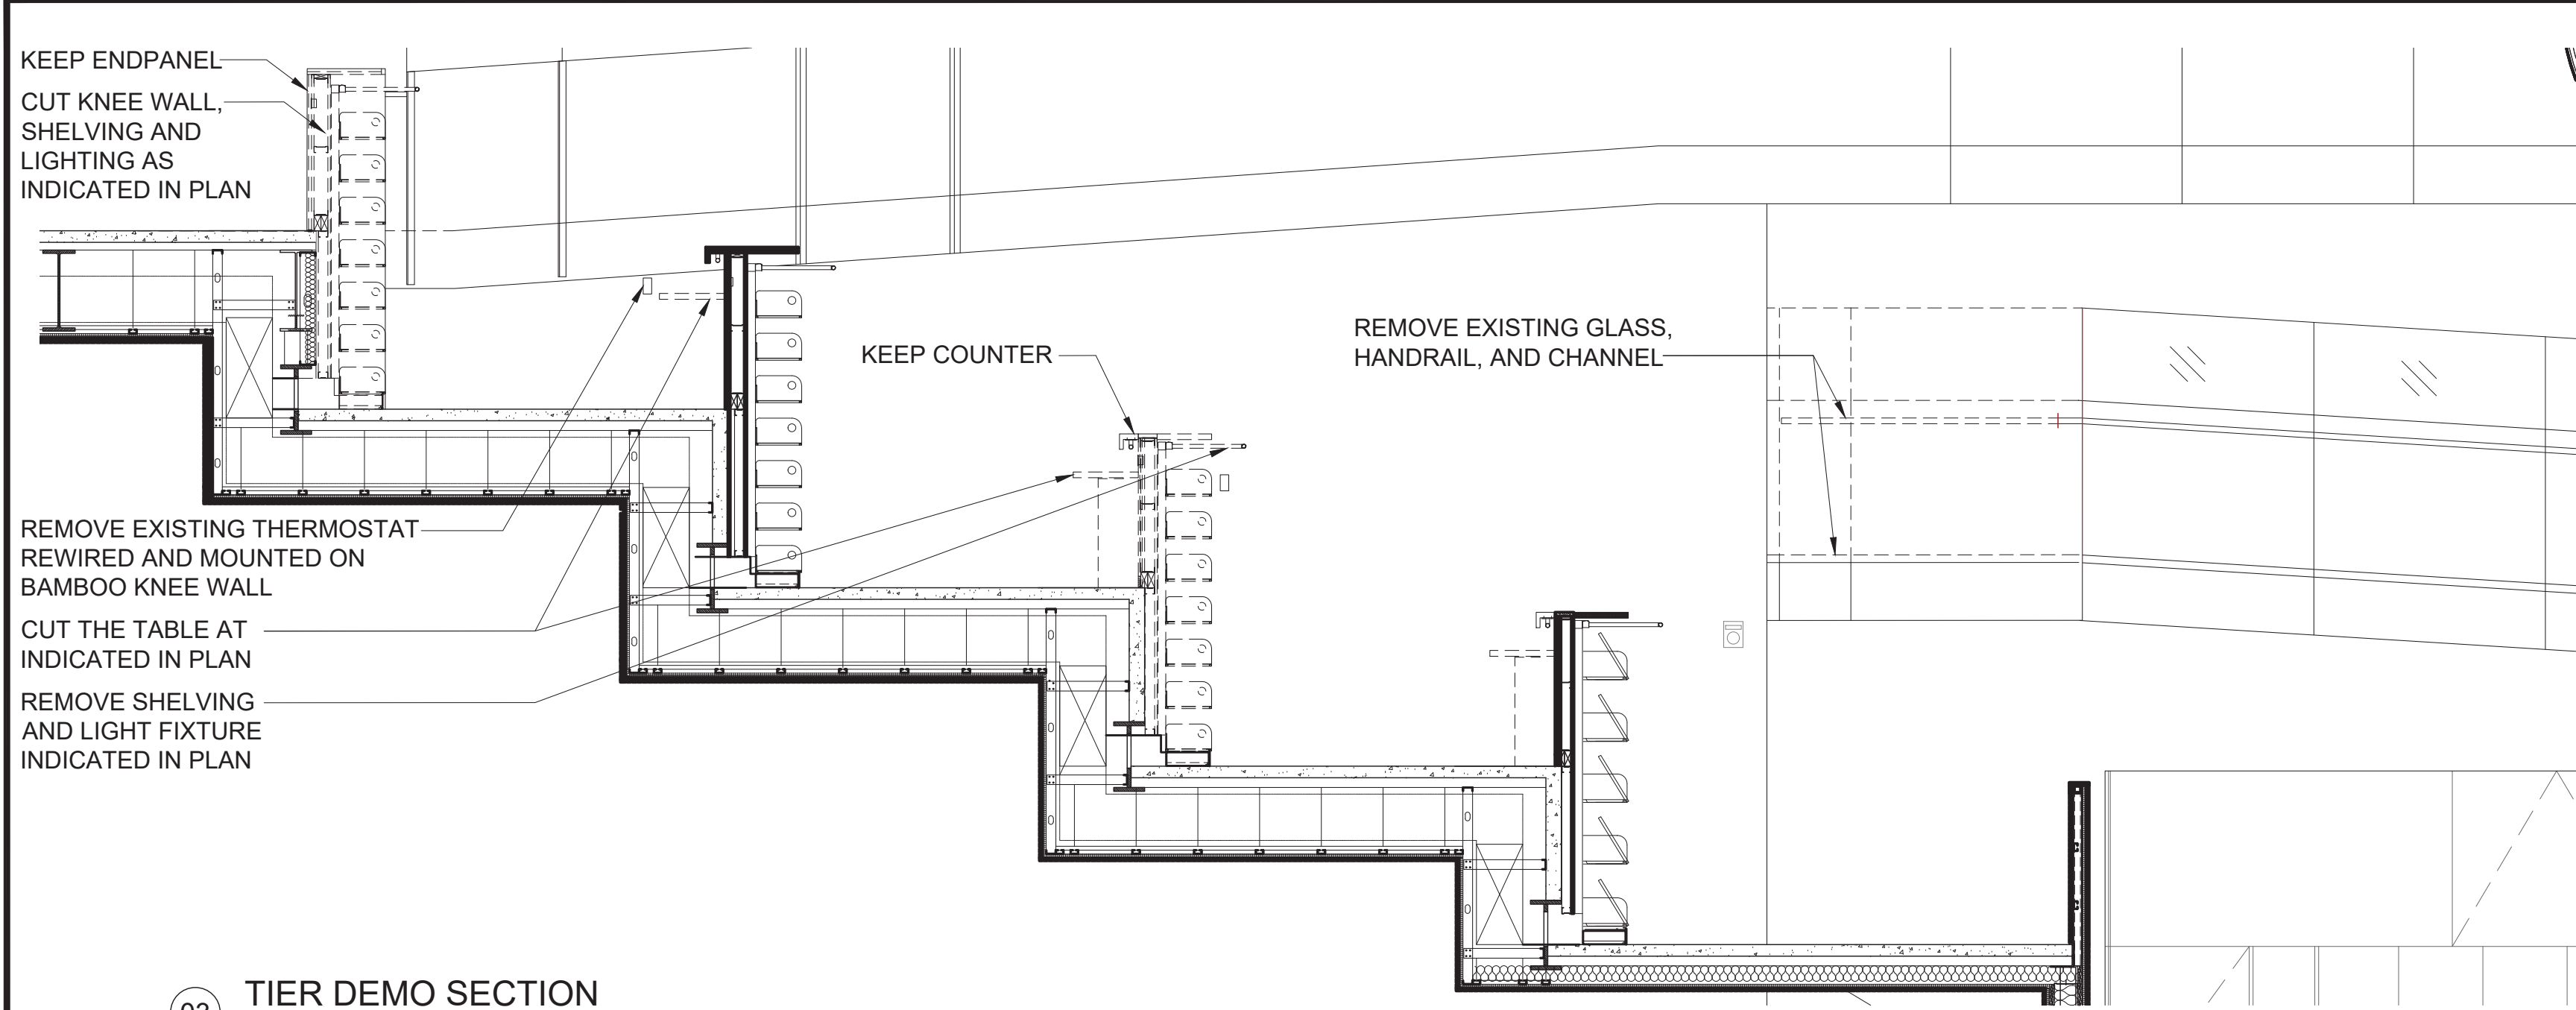 KEEP ENDPANEL
CUT KNEE WALL,
SHELVING AND
LIGHTING AS
INDICATED IN PLAN
KEEP COUNTER
REMOVE EXISTING GLASS,
HANDRAIL, AND CHANNEL
REMOVE EXISTING THERMOSTAT
REWIRED AND MOUNTED ON
BAMBOO KNEE WALL
CUT THE TABLE AT
INDICATED IN PLAN
REMOVE SHELVING
AND LIGHT FIXTURE
INDICATED IN PLAN
TIER DEMO SECTION